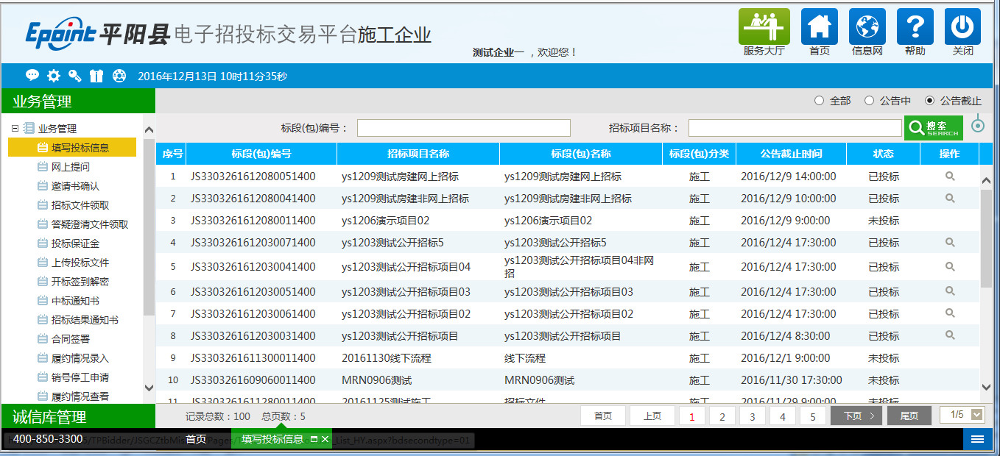 Epoint 平阳县 电子招投标交易平台施工企业
测试企业一 ，欢迎您！
服务大厅 首页 信息网 帮助 关闭
2016年12月13日 10时11分35秒
业务管理
全部 公告中 公告截止
标段(包)编号： 招标项目名称： 搜索 SEARCH
业务管理
填写投标信息
网上提问
邀请书确认
招标文件领取
答疑澄清文件领取
投标保证金
上传投标文件
开标签到解密
中标通知书
招标结果通知书
合同签署
履约情况录入
销号停工申请
履约情况查看
诚信库管理
序号 标段(包)编号 招标项目名称 标段(包)名称 标段(包)分类 公告截止时间 状态 操作
1 JS3303261612080051400 ys1209测试房建网上招标 ys1209测试房建网上招标 施工 2016/12/9 14:00:00 已投标
2 JS3303261612080041400 ys1209测试房建非网上招标 ys1209测试房建非网上招标 施工 2016/12/9 10:00:00 已投标
3 JS3303261612080011400 ys1206演示项目02 ys1206演示项目02 施工 2016/12/9 9:00:00 未投标
4 JS3303261612030071400 ys1203测试公开招标5 ys1203测试公开招标5 施工 2016/12/4 17:30:00 已投标
5 JS3303261612030041400 ys1203测试公开招标项目04 ys1203测试公开招标项目04非网招 施工 2016/12/4 17:30:00 已投标
6 JS3303261612030051400 ys1203测试公开招标项目03 ys1203测试公开招标项目03 施工 2016/12/4 17:30:00 已投标
7 JS3303261612030061400 ys1203测试公开招标项目02 ys1203测试公开招标项目02 施工 2016/12/4 17:30:00 已投标
8 JS3303261612030031400 ys1203测试公开招标项目 ys1203测试公开招标项目 施工 2016/12/4 8:30:00 已投标
9 JS3303261611300011400 20161130线下流程 线下流程 施工 2016/12/1 9:00:00 未投标
10 JS3303261609060011400 MRN0906测试 MRN0906测试 施工 2016/11/30 17:30:00 未投标
11 JS3303261611280011400 20161125测试施工 招标文件 施工 2016/11/29 9:00:00 未投标
记录总数：100 总页数：5 首页 上页 1 2 3 4 5 下页 尾页 1/5
400-850-3300 首页 填写投标信息
5/TPBidder/JSGCZtbMis _List_HY.aspx?bdsecondtype=01